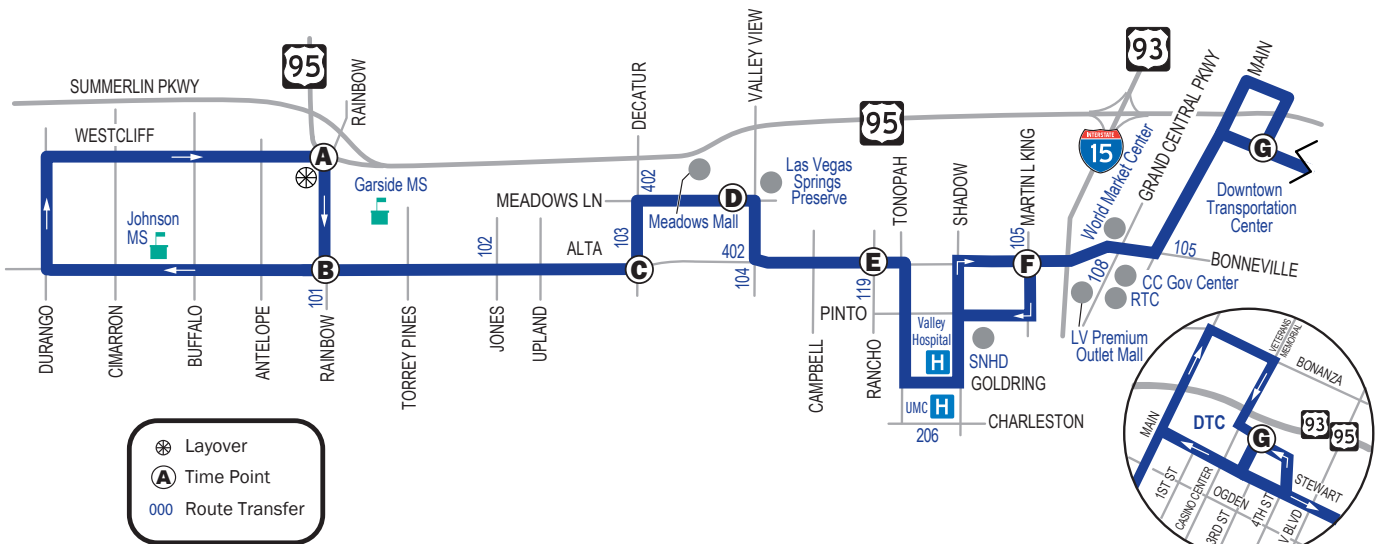 SUMMERLIN PKWY
95
RAINBOW
WESTCLIFF
A
Garside MS
Johnson
MS
B
101
DURANGO
CIMARRON
BUFFALO
ANTELOPE
RAINBOW
TORREY PINES
JONES
102
UPLAND
ALTA
MEADOWS LN
DECATUR
402
103
C
Meadows Mall
D
VALLEY VIEW
402
104
Las Vegas
Springs
Preserve
95
CAMPBELL
RANCHO
119
E
TONOPAH
PINTO
Valley
Hospital
H
UMC
H
206
CHARLESTON
GOLDRING
SNHD
SHADOW
MARTIN L KING
105
F
93
INTERSTATE
15
World Market Center
GRAND CENTRAL PKWY
MAIN
G
Downtown
Transportation
Center
105
BONNEVILLE
108
CC Gov Center
RTC
LV Premium
Outlet Mall
VETERANS
MEMORIAL
BONANZA
MAIN
DTC
G
93
95
STEWART
1ST ST
CASINO CENTER
OGDEN
3RD ST
4TH ST
V BLVD
Layover
A Time Point
000 Route Transfer